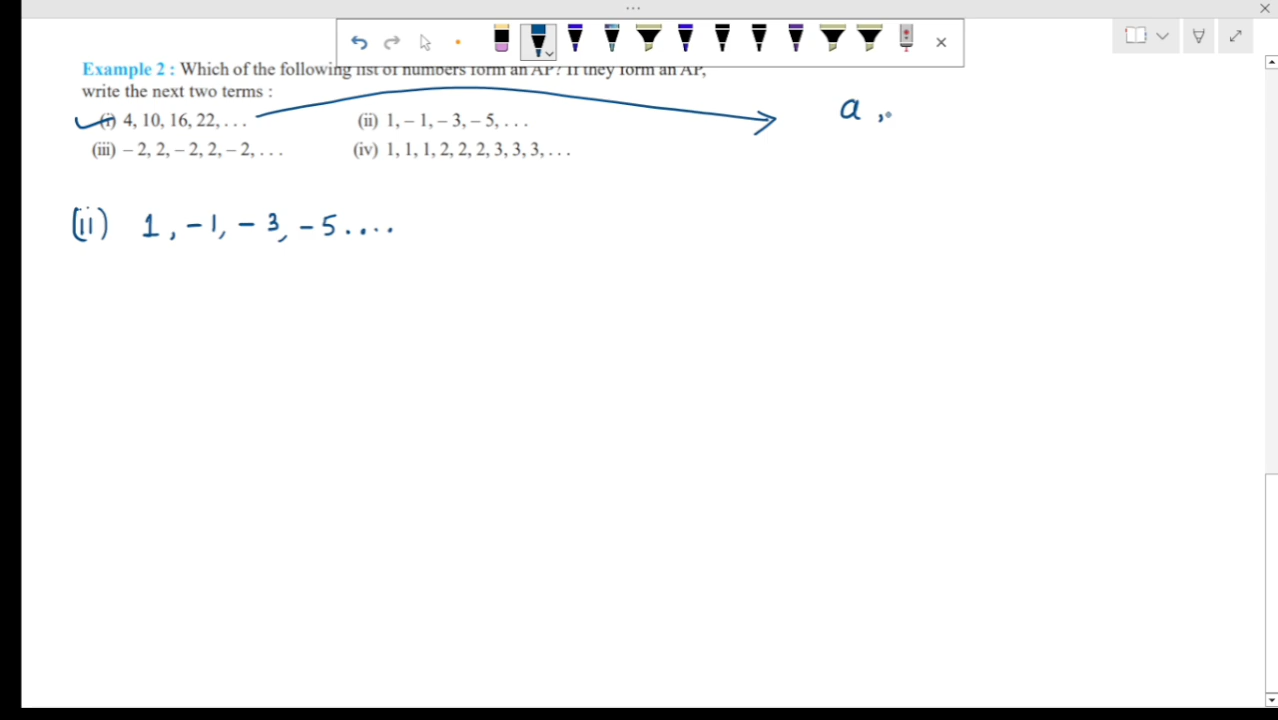 Example 2 : Which of the following list of numbers form an AP? If they form an AP,
write the next two terms :
(i) 4, 10, 16, 22, . . . (ii) 1, – 1, – 3, – 5, . . .
(iii) – 2, 2, – 2, 2, – 2, . . . (iv) 1, 1, 1, 2, 2, 2, 3, 3, 3, . . .
a ,
(ii) 1 , -1, - 3, -5 ....